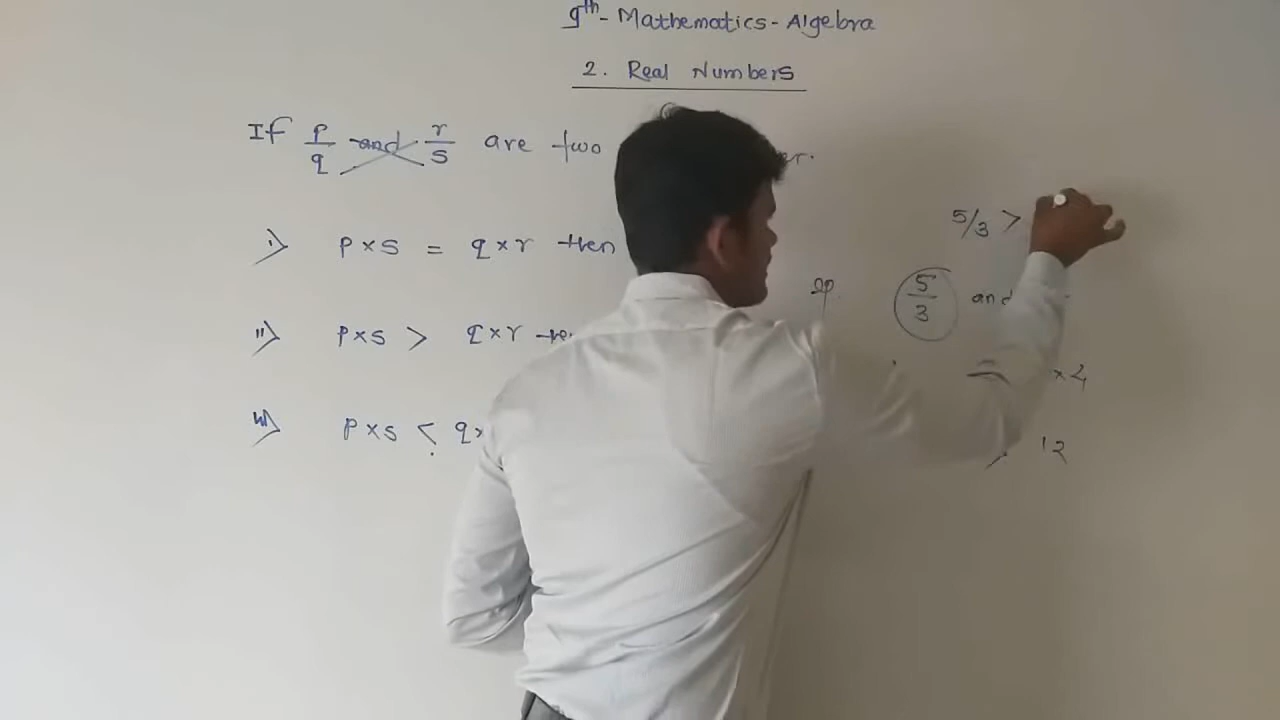 9th - Mathematics - Algebra
2. Real Numbers
If p/q and r/s are two
i) p×s = q×r then
ii) p×s > q×r
iii) p×s < q×
5/3 >
5/3 and
×4
12